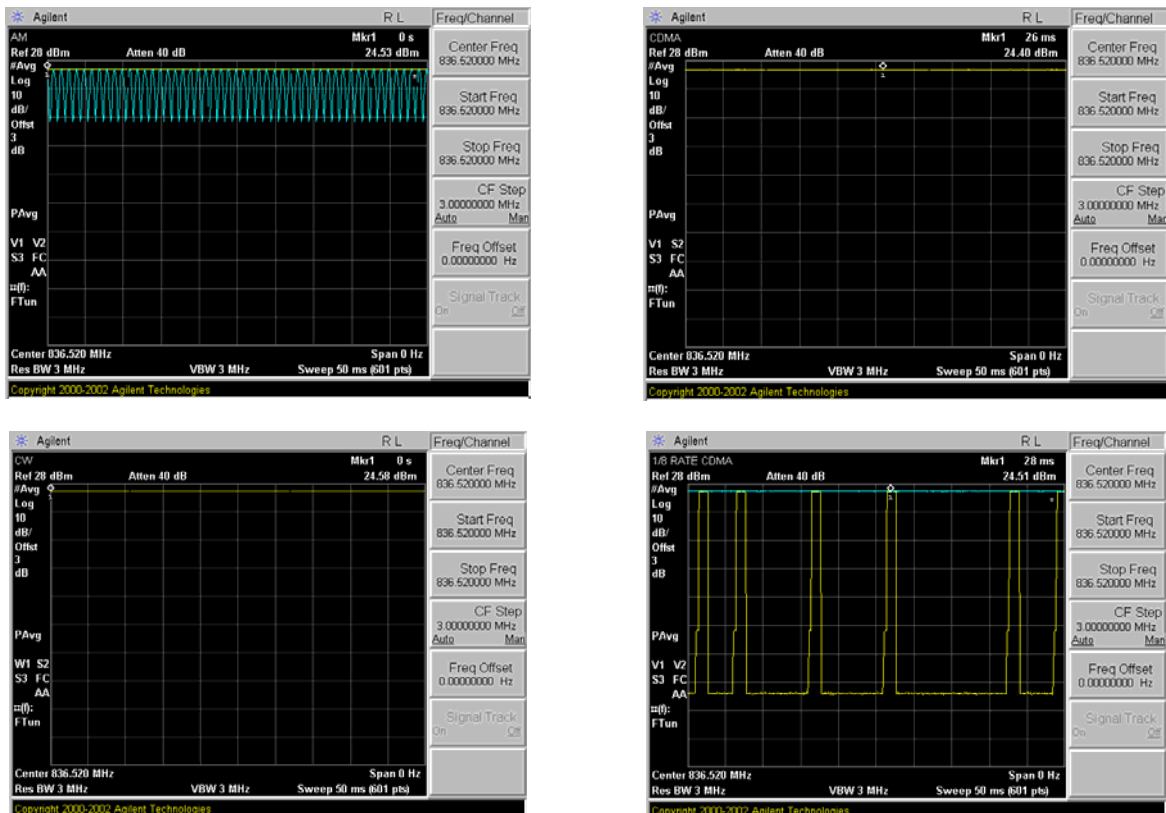 Agilent R L Freq/Channel
AM Mkr1 0 s
Ref 28 dBm Atten 40 dB 24.53 dBm
#Avg
Log
10
dB/
Offst
3
dB
PAvg
V1 V2
S3 FC
AA
¤(f):
FTun
1
Center 836.520 MHz Span 0 Hz
Res BW 3 MHz VBW 3 MHz Sweep 50 ms (601 pts)
Copyright 2000-2002 Agilent Technologies
Center Freq
836.520000 MHz
Start Freq
836.520000 MHz
Stop Freq
836.520000 MHz
CF Step
3.00000000 MHz
Auto Man
Freq Offset
0.00000000 Hz
Signal Track
On Off
Agilent R L Freq/Channel
CDMA Mkr1 26 ms
Ref 28 dBm Atten 40 dB 24.40 dBm
#Avg
Log
10
dB/
Offst
3
dB
PAvg
V1 S2
S3 FC
AA
¤(f):
FTun
1
Center 836.520 MHz Span 0 Hz
Res BW 3 MHz VBW 3 MHz Sweep 50 ms (601 pts)
Copyright 2000-2002 Agilent Technologies
Center Freq
836.520000 MHz
Start Freq
836.520000 MHz
Stop Freq
836.520000 MHz
CF Step
3.00000000 MHz
Auto Man
Freq Offset
0.00000000 Hz
Signal Track
On Off
Agilent R L Freq/Channel
CW Mkr1 0 s
Ref 28 dBm Atten 40 dB 24.58 dBm
#Avg
Log
10
dB/
Offst
3
dB
PAvg
W1 S2
S3 FC
AA
¤(f):
FTun
1
Center 836.520 MHz Span 0 Hz
Res BW 3 MHz VBW 3 MHz Sweep 50 ms (601 pts)
Copyright 2000-2002 Agilent Technologies
Center Freq
836.520000 MHz
Start Freq
836.520000 MHz
Stop Freq
836.520000 MHz
CF Step
3.00000000 MHz
Auto Man
Freq Offset
0.00000000 Hz
Signal Track
On Off
Agilent R L Freq/Channel
1/8 RATE CDMA Mkr1 28 ms
Ref 28 dBm Atten 40 dB 24.51 dBm
#Avg
Log
10
dB/
Offst
3
dB
PAvg
V1 V2
S3 FC
AA
¤(f):
FTun
1
Center 836.520 MHz Span 0 Hz
Res BW 3 MHz VBW 3 MHz Sweep 50 ms (601 pts)
Copyright 2000-2002 Agilent Technologies
Center Freq
836.520000 MHz
Start Freq
836.520000 MHz
Stop Freq
836.520000 MHz
CF Step
3.00000000 MHz
Auto Man
Freq Offset
0.00000000 Hz
Signal Track
On Off